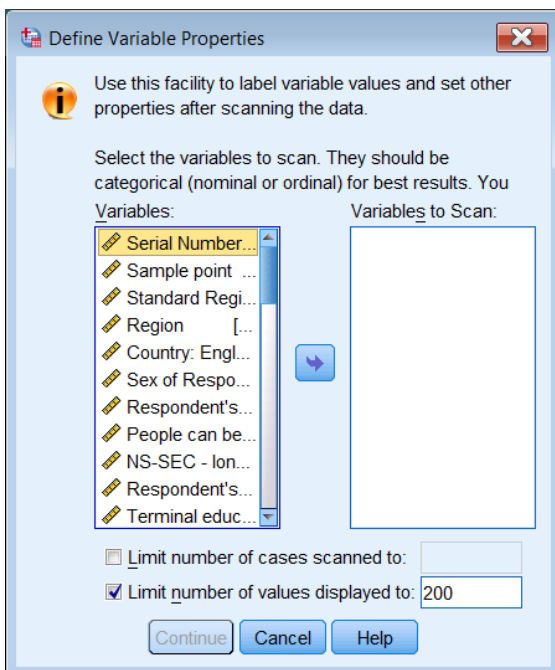 Define Variable Properties
Use this facility to label variable values and set other
properties after scanning the data.
Select the variables to scan. They should be
categorical (nominal or ordinal) for best results. You
Variables:
Variables to Scan:
Serial Number...
Sample point ...
Standard Regi...
Region [...
Country: Engl...
Sex of Respo...
Respondent's...
People can be...
NS-SEC - lon...
Respondent's...
Terminal educ...
Limit number of cases scanned to:
Limit number of values displayed to: 200
Continue Cancel Help